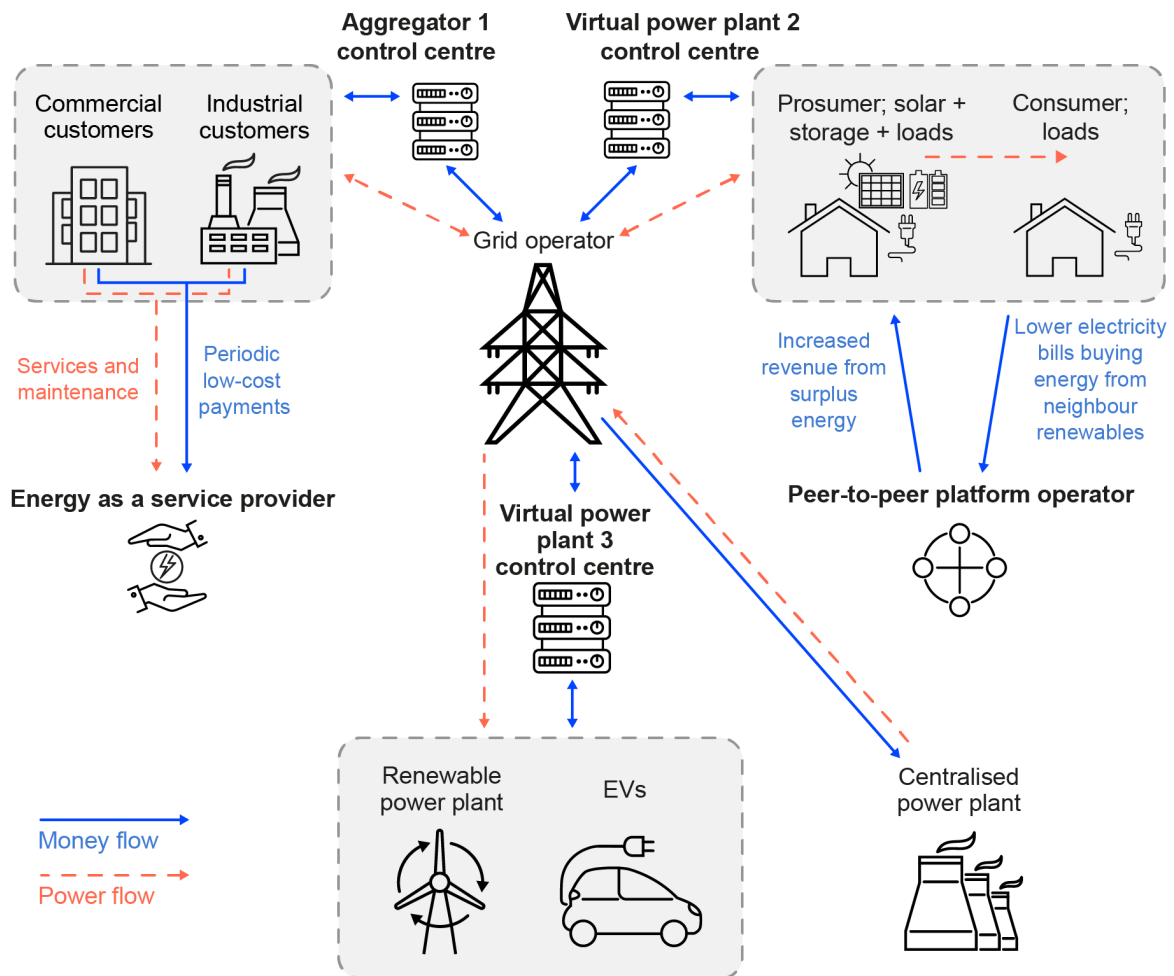 Aggregator 1
control centre
Virtual power plant 2
control centre
Commercial
customers
Industrial
customers
Prosumer; solar +
storage + loads
Consumer;
loads
Grid operator
Services and
maintenance
Periodic
low-cost
payments
Increased
revenue from
surplus
energy
Lower electricity
bills buying
energy from
neighbour
renewables
Energy as a service provider
Virtual power
plant 3
control centre
Peer-to-peer platform operator
Renewable
power plant
EVs
Centralised
power plant
Money flow
Power flow